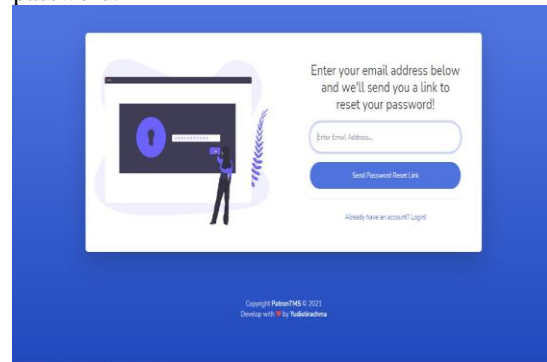 Enter your email address below
and we'll send you a link to
reset your password!
Enter Email Address...
Send Password Reset Link
Already have an account? Login!
Copyright PatronTMS © 2021
Develop with ❤ by Yudistirachma